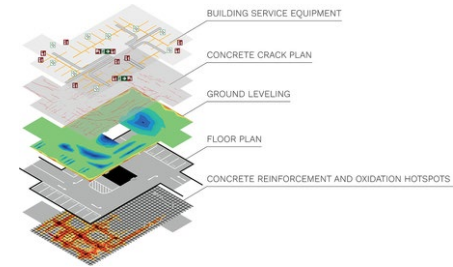 BUILDING SERVICE EQUIPMENT
CONCRETE CRACK PLAN
GROUND LEVELING
FLOOR PLAN
CONCRETE REINFORCEMENT AND OXIDATION HOTSPOTS